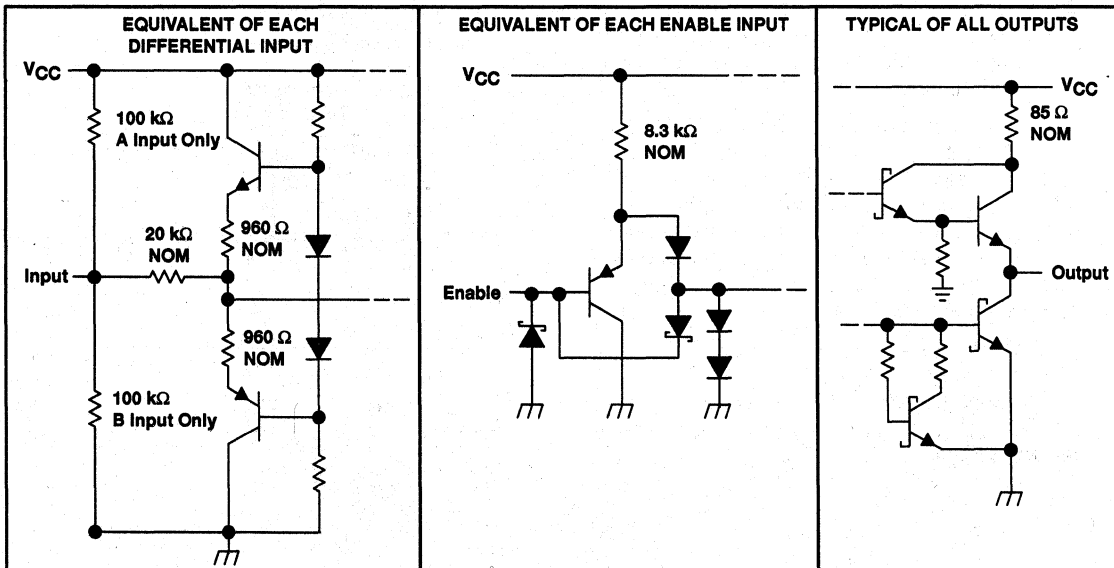 EQUIVALENT OF EACH
DIFFERENTIAL INPUT
VCC
100 kΩ
A Input Only
960 Ω
NOM
20 kΩ
NOM
Input
960 Ω
NOM
100 kΩ
B Input Only
EQUIVALENT OF EACH ENABLE INPUT
VCC
8.3 kΩ
NOM
Enable
TYPICAL OF ALL OUTPUTS
VCC
85 Ω
NOM
Output